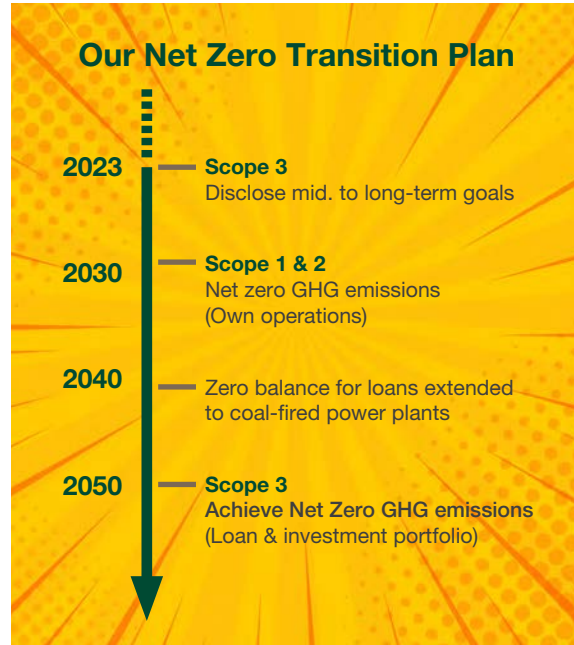 Our Net Zero Transition Plan
2023
Scope 3
Disclose mid. to long-term goals
2030
Scope 1 & 2
Net zero GHG emissions
(Own operations)
2040
Zero balance for loans extended
to coal-fired power plants
2050
Scope 3
Achieve Net Zero GHG emissions
(Loan & investment portfolio)